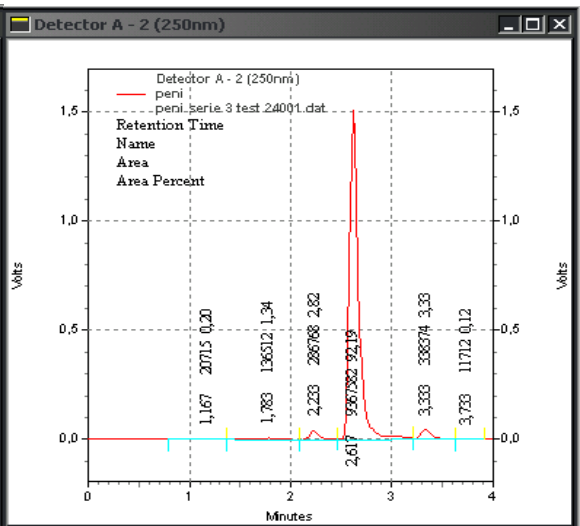 Detector A - 2 (250nm)
Detector A - 2 (250nm)
peni
peni serie 3 test 24001.dat
Retention Time
Name
Area
Area Percent
Volts
Volts
1,5
1,0
0,5
0,0
1,5
1,0
0,5
0,0
1,167 20715 0,20
1,783 136512 1,34
2,233 286768 2,82
2,617 9367582 92,19
3,333 338374 3,33
3,733 11712 0,12
0 1 2 3 4
Minutes